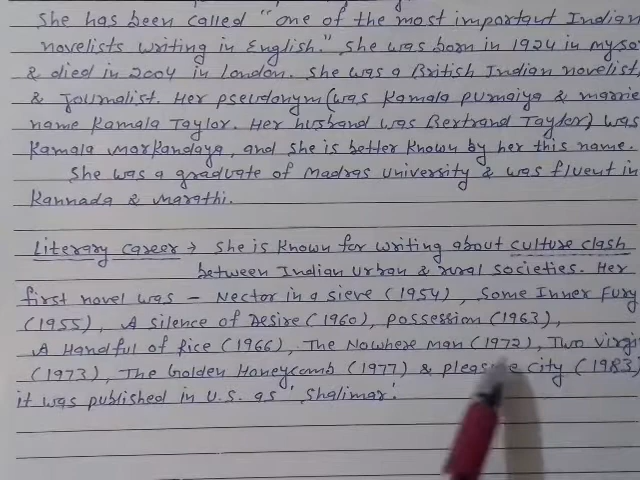 She has been called "one of the most important Indian
novelists writing in English." She was born in 1924 in myso
& died in 2004 in London. She was a British Indian novelist
& Journalist. Her pseudonym (was Kamala Purnaiya & marrie
name Kamala Taylor. Her husband was Bertrand Taylor) was
Kamala Markandaya, and she is better known by her this name.
She was a graduate of Madras University & was fluent in
Kannada & Marathi.
Literary career → She is known for writing about culture clash
between Indian urban & rural societies. Her
first novel was - Nector in a sieve (1954), Some Inner Fury
(1955), A Silence of Desire (1960), Possession (1963),
A Handful of Rice (1966), The Nowhere Man (1972), Two Virgi
(1973), The Golden Honeycomb (1977) & Pleasure city (1983)
it was published in U.S. as 'Shalimar'.